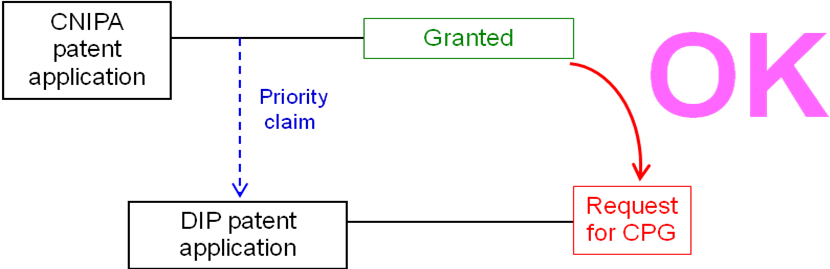 CNIPA
patent
application
Granted
OK
Priority
claim
DIP patent
application
Request
for CPG